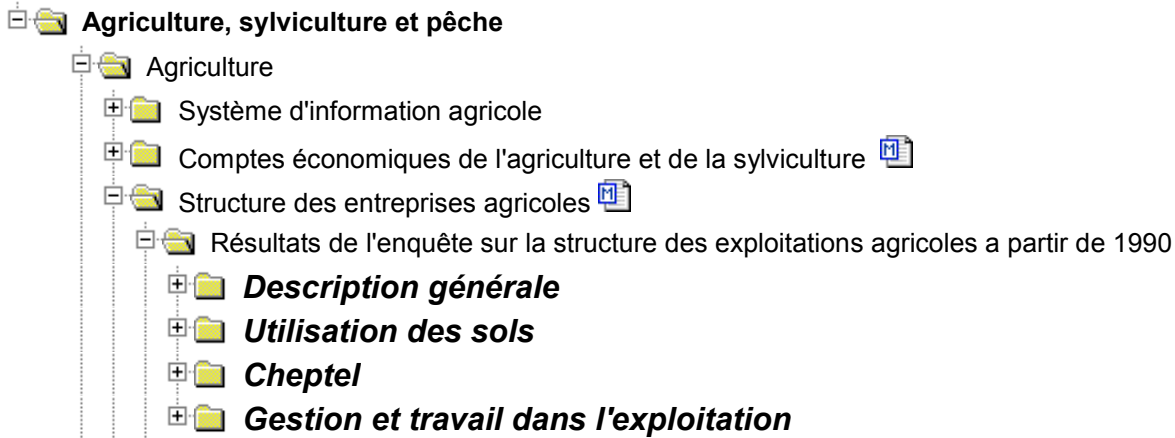 Agriculture, sylviculture et pêche
Agriculture
Système d'information agricole
Comptes économiques de l'agriculture et de la sylviculture M
Structure des entreprises agricoles M
Résultats de l'enquête sur la structure des exploitations agricoles a partir de 1990
Description générale
Utilisation des sols
Cheptel
Gestion et travail dans l'exploitation